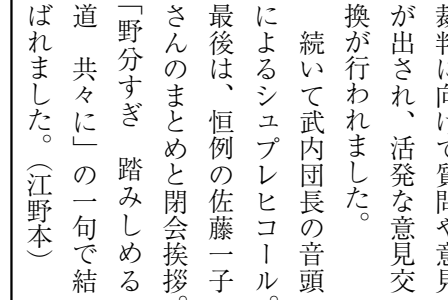 裁判に向けて質問や意見
が出され、活発な意見交
換が行われました。
　続いて武内団長の音頭
によるシュプレヒコール。
最後は、恒例の佐藤一子
さんのまとめと閉会挨拶。
「野分すぎ　踏みしめる
道　共々に」の一句で結
ばれました。（江野本）